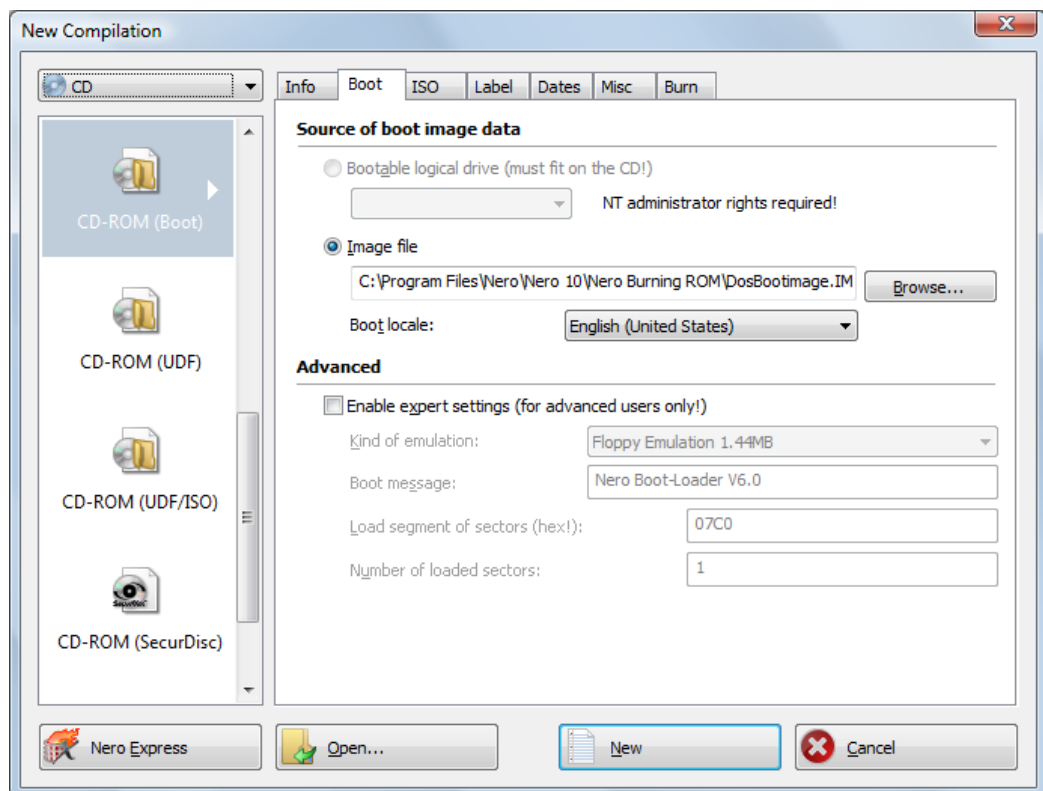 New Compilation
CD
CD-ROM (Boot)
CD-ROM (UDF)
CD-ROM (UDF/ISO)
CD-ROM (SecurDisc)
Info Boot ISO Label Dates Misc Burn
Source of boot image data
Bootable logical drive (must fit on the CD!)
NT administrator rights required!
Image file
C:\Program Files\Nero\Nero 10\Nero Burning ROM\DosBootimage.IM
Browse...
Boot locale: English (United States)
Advanced
Enable expert settings (for advanced users only!)
Kind of emulation: Floppy Emulation 1.44MB
Boot message: Nero Boot-Loader V6.0
Load segment of sectors (hex!): 07C0
Number of loaded sectors: 1
Nero Express Open... New Cancel